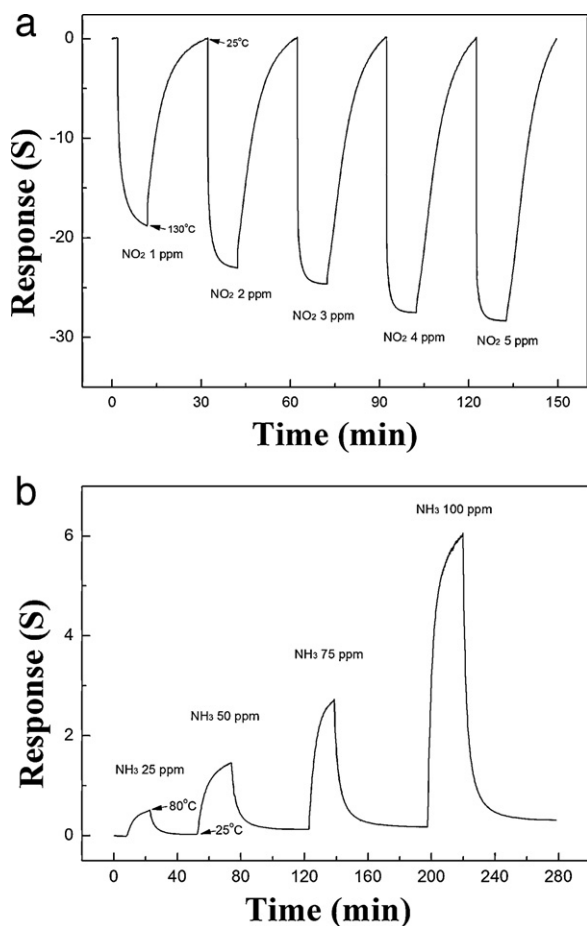 a
0
-10
-20
-30
Response (S)
25°C
130°C
NO₂ 1 ppm
NO₂ 2 ppm
NO₂ 3 ppm
NO₂ 4 ppm
NO₂ 5 ppm
0 30 60 90 120 150
Time (min)
b
6
4
2
0
Response (S)
NH₃ 100 ppm
NH₃ 75 ppm
NH₃ 50 ppm
NH₃ 25 ppm
80°C
25°C
0 40 80 120 160 200 240 280
Time (min)